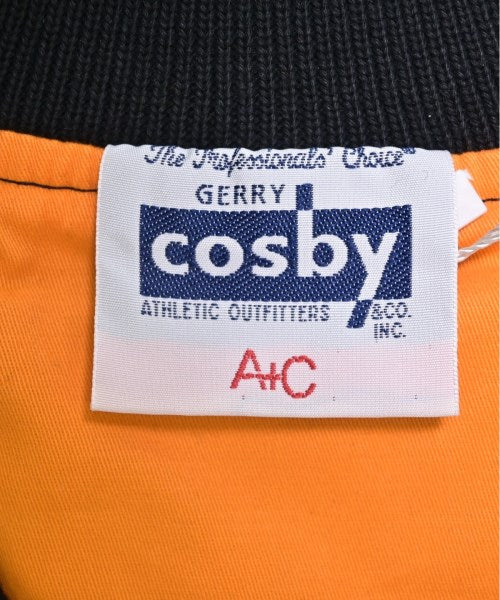 The Professionals' Choice
GERRY
cosby
ATHLETIC OUTFITTERS &CO.
INC.
A+C